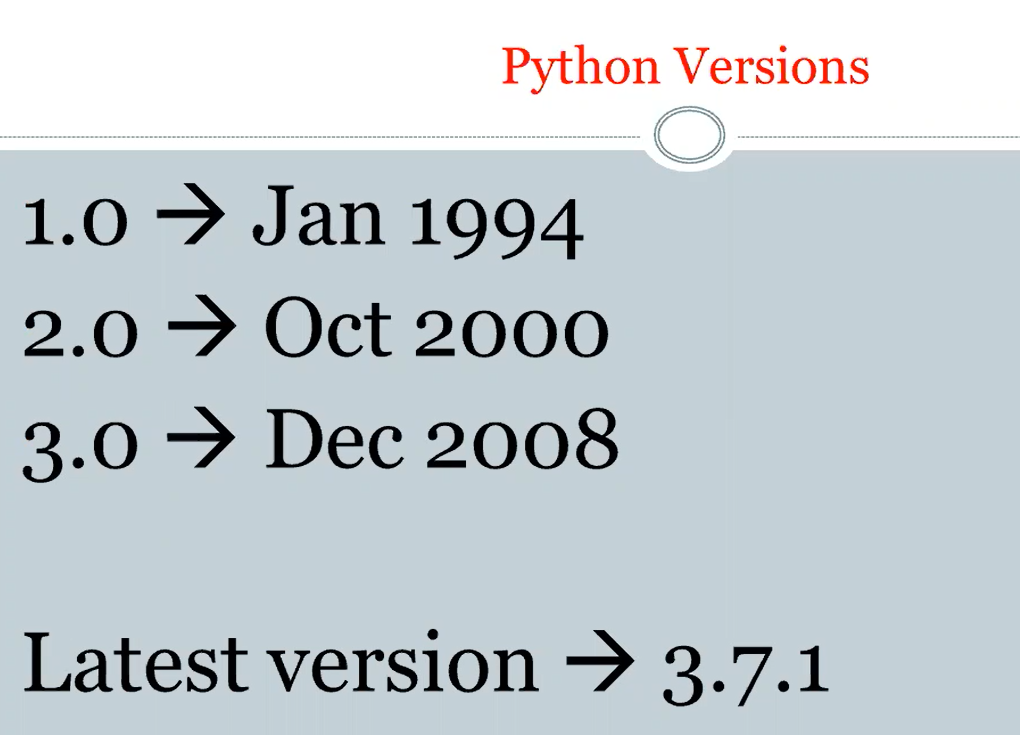 Python Versions
1.0 → Jan 1994
2.0 → Oct 2000
3.0 → Dec 2008
Latest version → 3.7.1